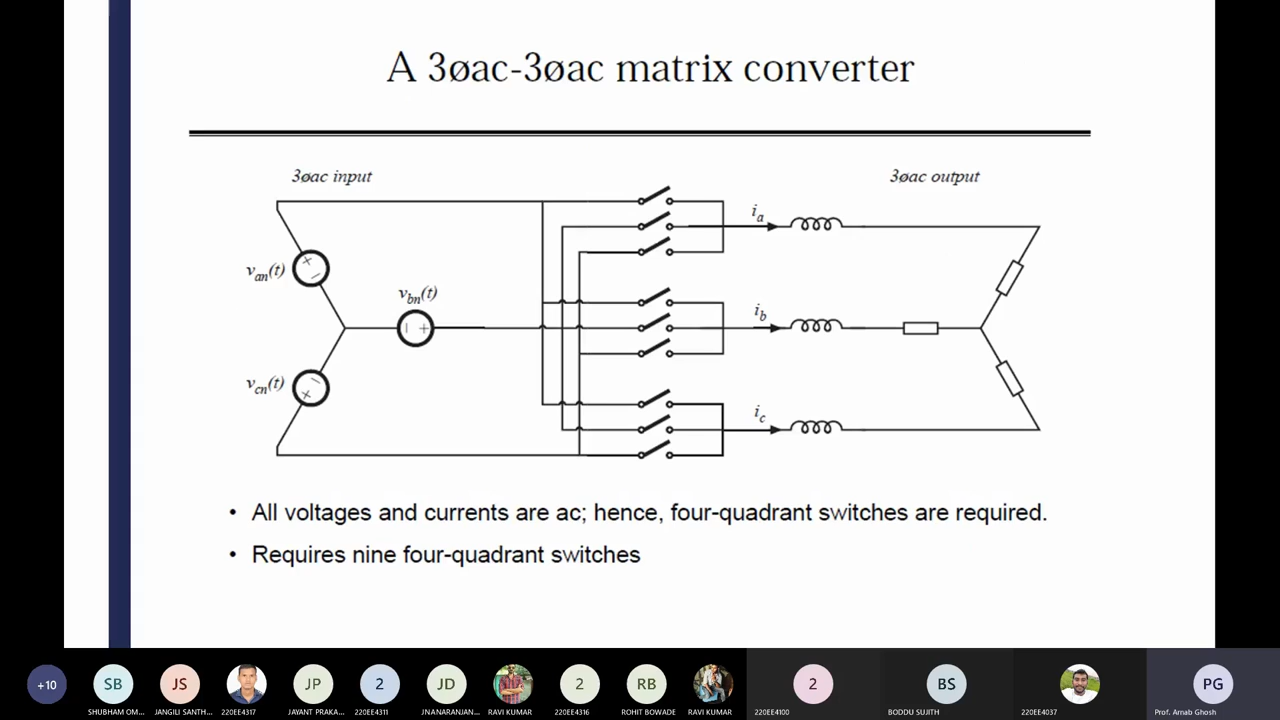 A 3øac-3øac matrix converter
3øac input
3øac output
v_an(t)
v_bn(t)
v_cn(t)
i_a
i_b
i_c
• All voltages and currents are ac; hence, four-quadrant switches are required.
• Requires nine four-quadrant switches
+10
SB
JS
JP
2
JD
2
RB
2
BS
PG
SHUBHAM OM...
JANGILI SANTH...
220EE4317
JAYANT PRAKA...
220EE4311
JNANARANJAN...
RAVI KUMAR
220EE4316
ROHIT BOWADE
RAVI KUMAR
220EE4100
BODDU SUJITH
220EE4037
Prof. Arnab Ghosh